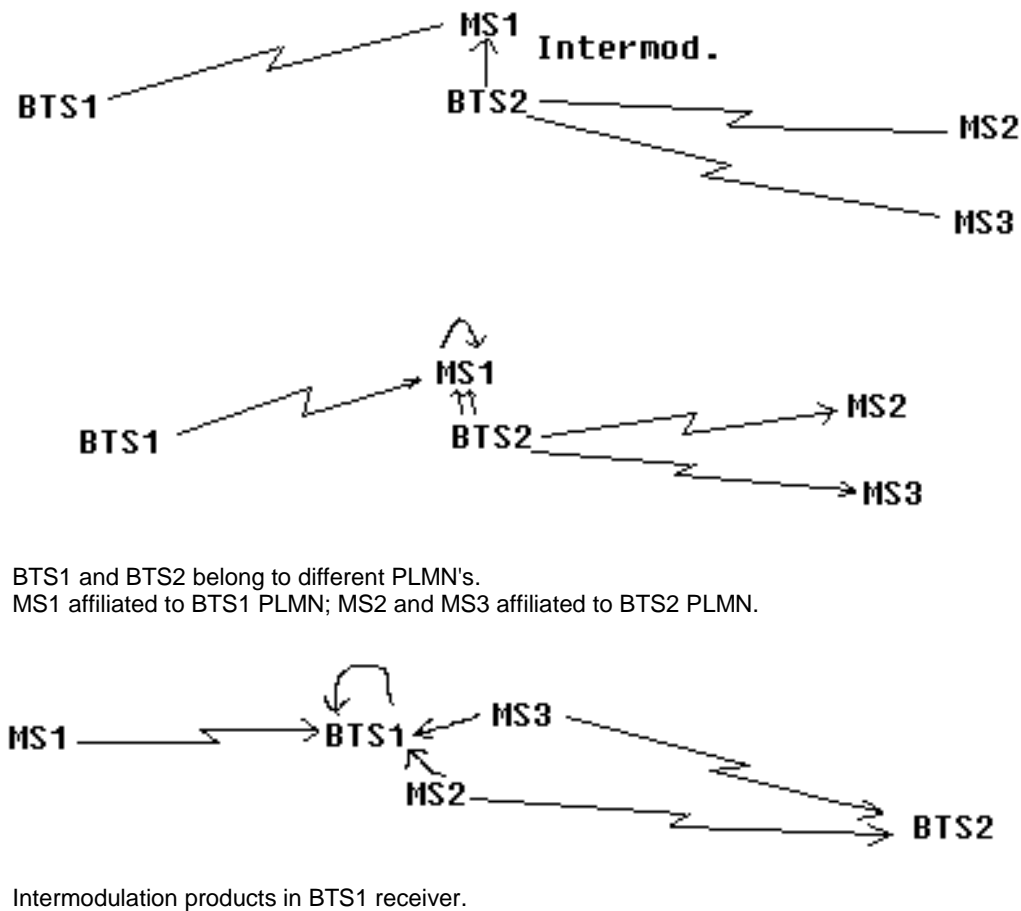 MS1
Intermod.
BTS1
BTS2
MS2
MS3
MS1
MS2
BTS1
BTS2
MS3
BTS1 and BTS2 belong to different PLMN's.
MS1 affiliated to BTS1 PLMN; MS2 and MS3 affiliated to BTS2 PLMN.
MS1
BTS1
MS3
MS2
BTS2
Intermodulation products in BTS1 receiver.